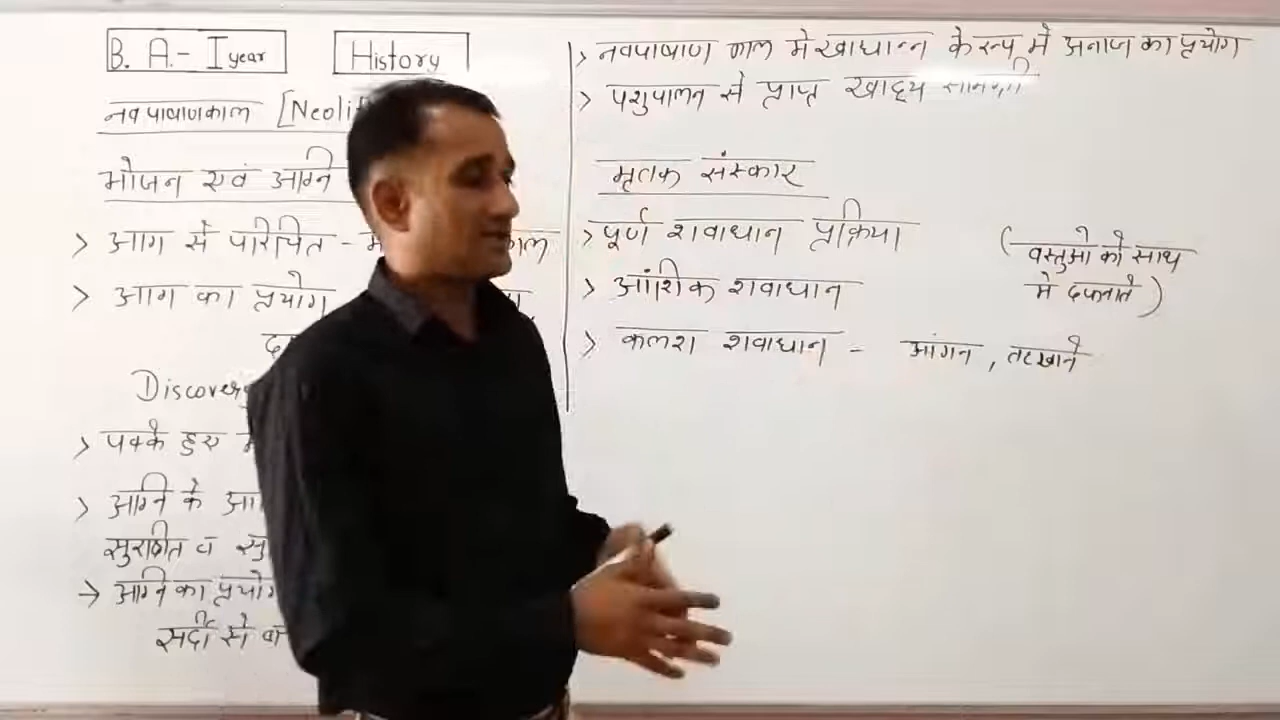 B. A.- I year
History
नवपाषाणकाल [Neoli
भोजन एवं अग्नि
> आग से परिचित -
> आग का प्रयोग
Discovery
> पक्के हुए
> अग्नि के
सुरक्षित व
→ अग्नि का प्रयोग
सर्दी से
> नवपाषाण काल मे खाधान्न के रूप में अनाज का प्रयोग
> पशुपालन से प्राप्त खाद्य सामग्री
मृतक संस्कार
> पूर्ण शवाधान प्रक्रिया
(वस्तुओ को साथ
मे दफनाते)
> आंशिक शवाधान
> कलश शवाधान - आंगन, तहखाने